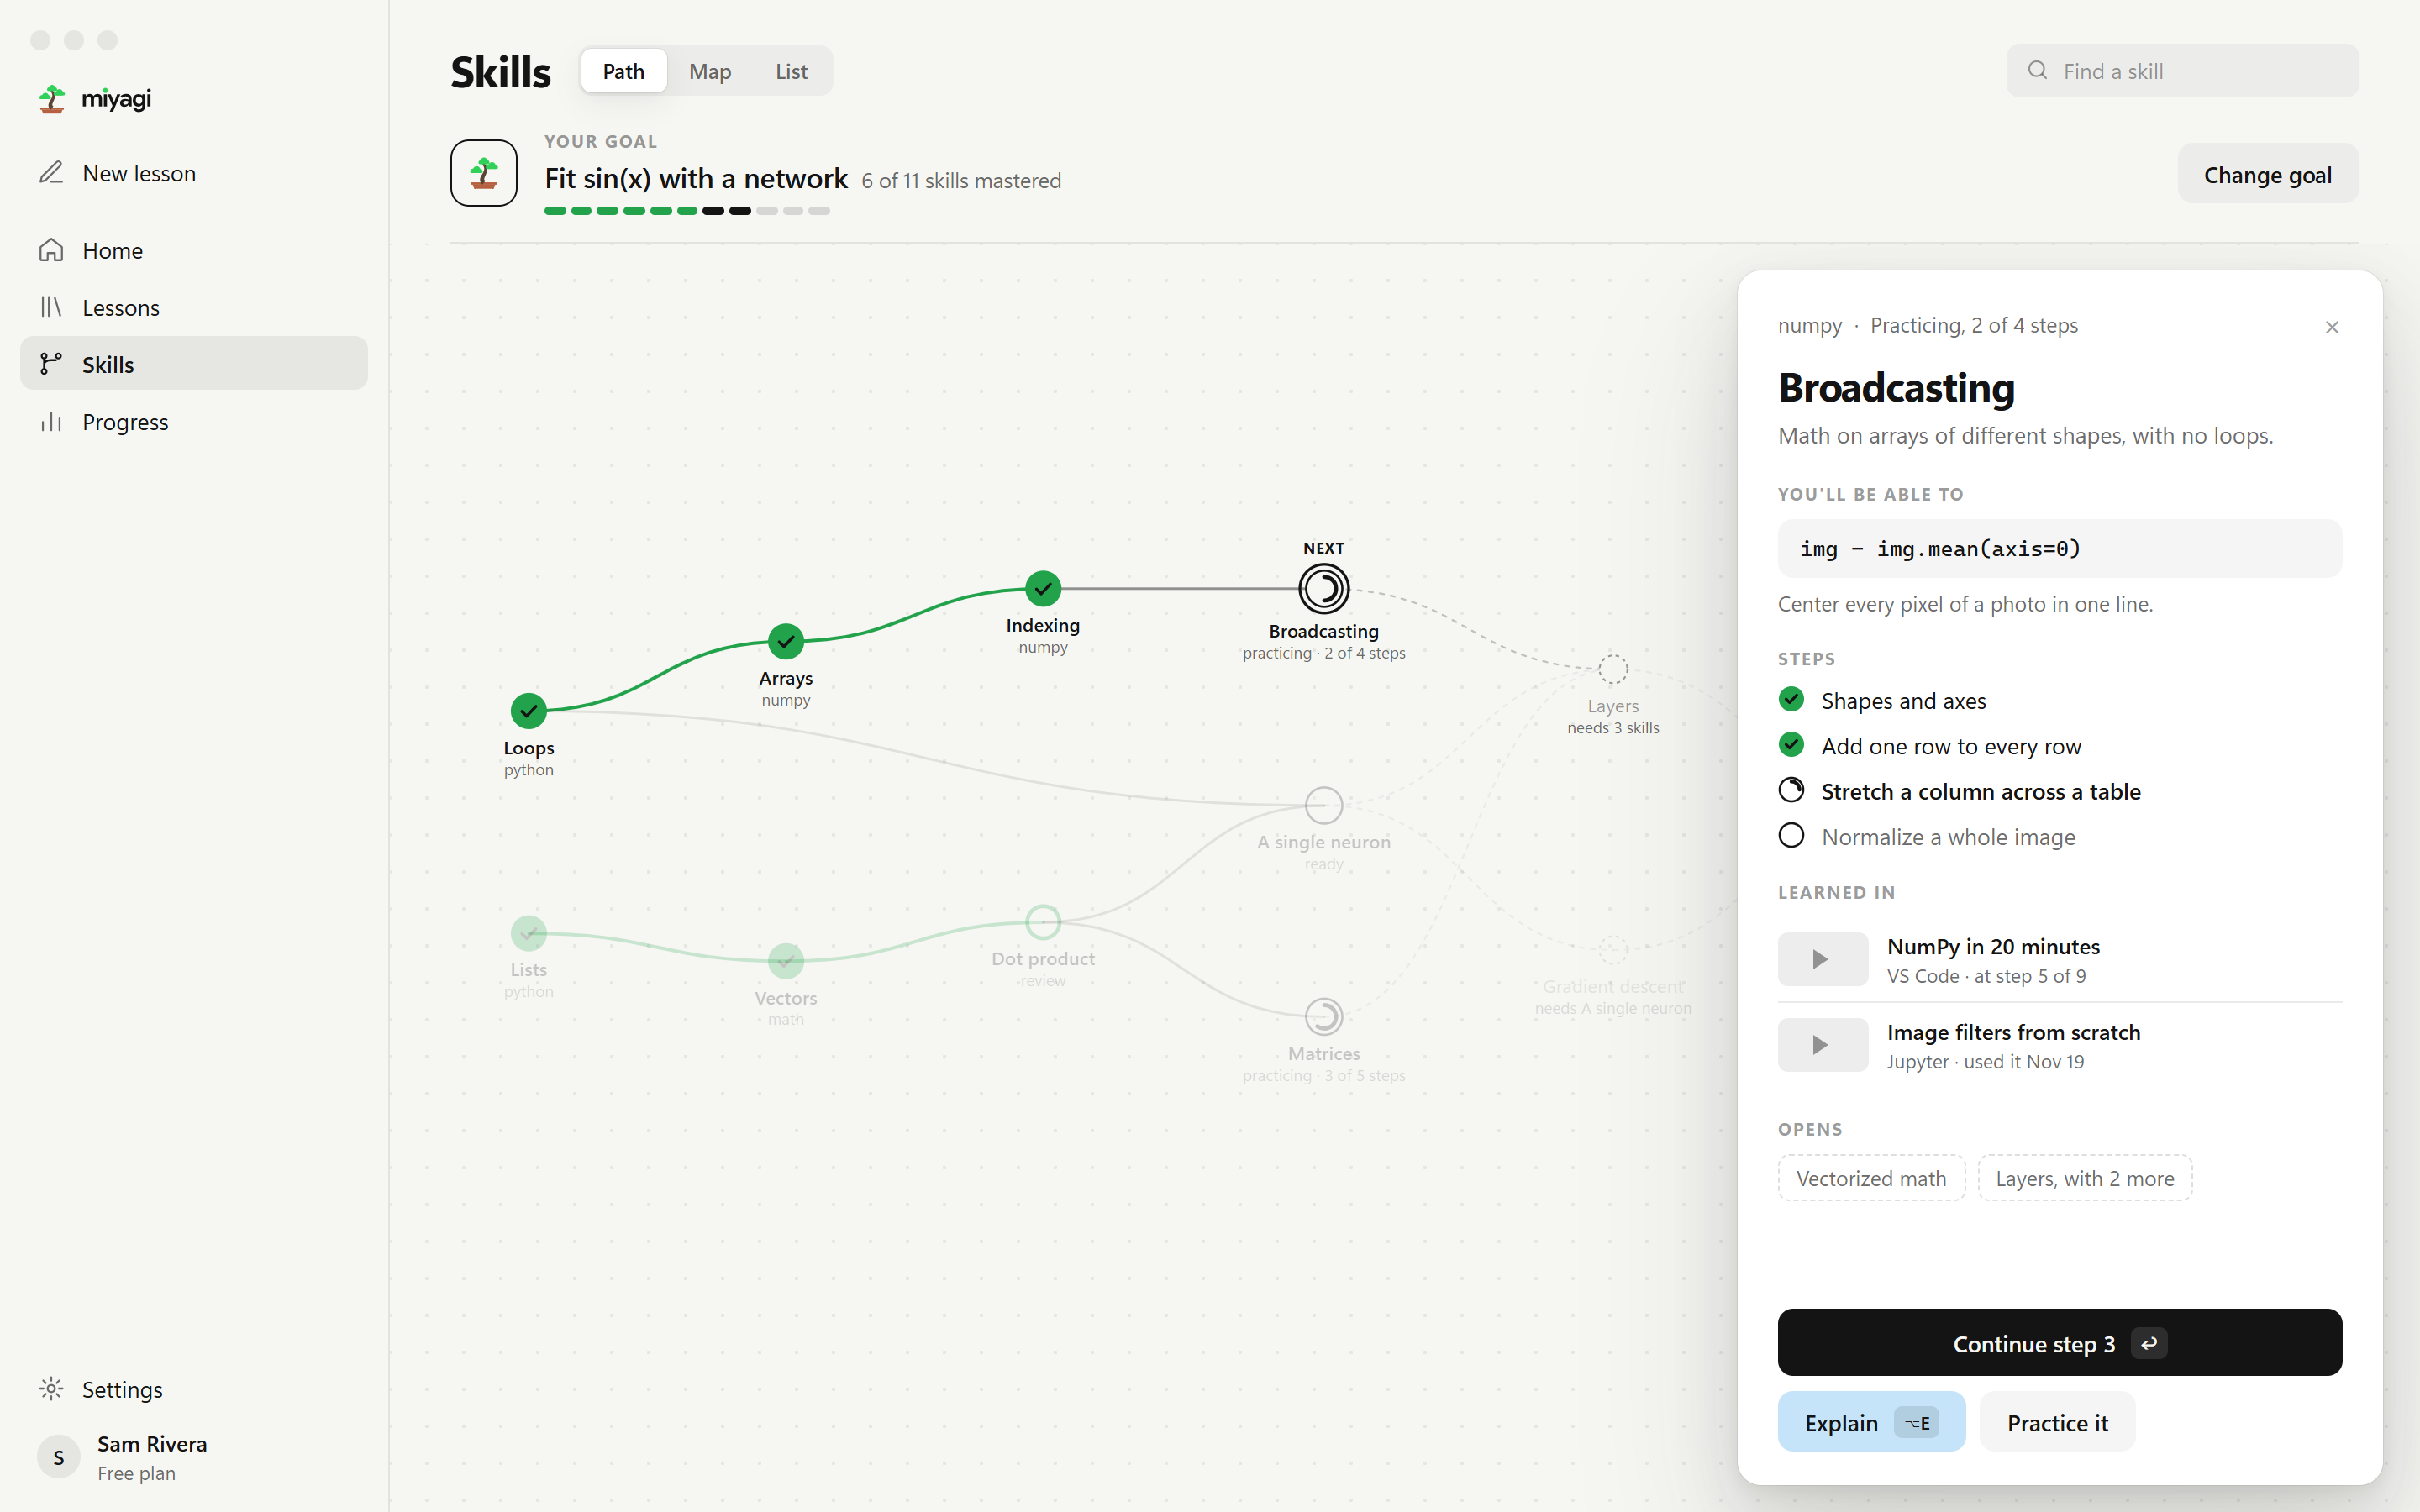 miyagi
New lesson
Home
Lessons
Skills
Progress
Settings
S
Sam Rivera
Free plan
Skills
Path
Map
List
Find a skill
YOUR GOAL
Fit sin(x) with a network 6 of 11 skills mastered
Change goal
NEXT
Broadcasting
practicing · 2 of 4 steps
Indexing
numpy
Arrays
numpy
Loops
python
Layers
needs 3 skills
A single neuron
ready
Lists
python
Vectors
math
Dot product
review
Gradient descent
needs A single neuron
Matrices
practicing · 3 of 5 steps
numpy · Practicing, 2 of 4 steps
Broadcasting
Math on arrays of different shapes, with no loops.
YOU'LL BE ABLE TO
img − img.mean(axis=0)
Center every pixel of a photo in one line.
STEPS
Shapes and axes
Add one row to every row
Stretch a column across a table
Normalize a whole image
LEARNED IN
NumPy in 20 minutes
VS Code · at step 5 of 9
Image filters from scratch
Jupyter · used it Nov 19
OPENS
Vectorized math
Layers, with 2 more
Continue step 3
Explain ⌥E
Practice it